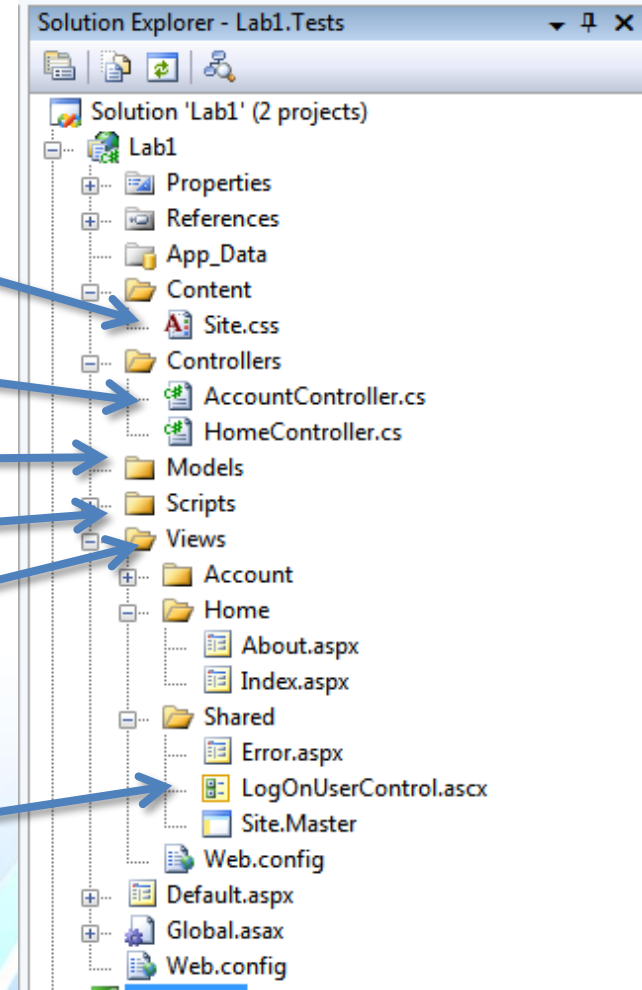 Solution Explorer - Lab1.Tests
Solution 'Lab1' (2 projects)
Lab1
Properties
References
App_Data
Content
Site.css
Controllers
AccountController.cs
HomeController.cs
Models
Scripts
Views
Account
Home
About.aspx
Index.aspx
Shared
Error.aspx
LogOnUserControl.ascx
Site.Master
Web.config
Default.aspx
Global.asax
Web.config